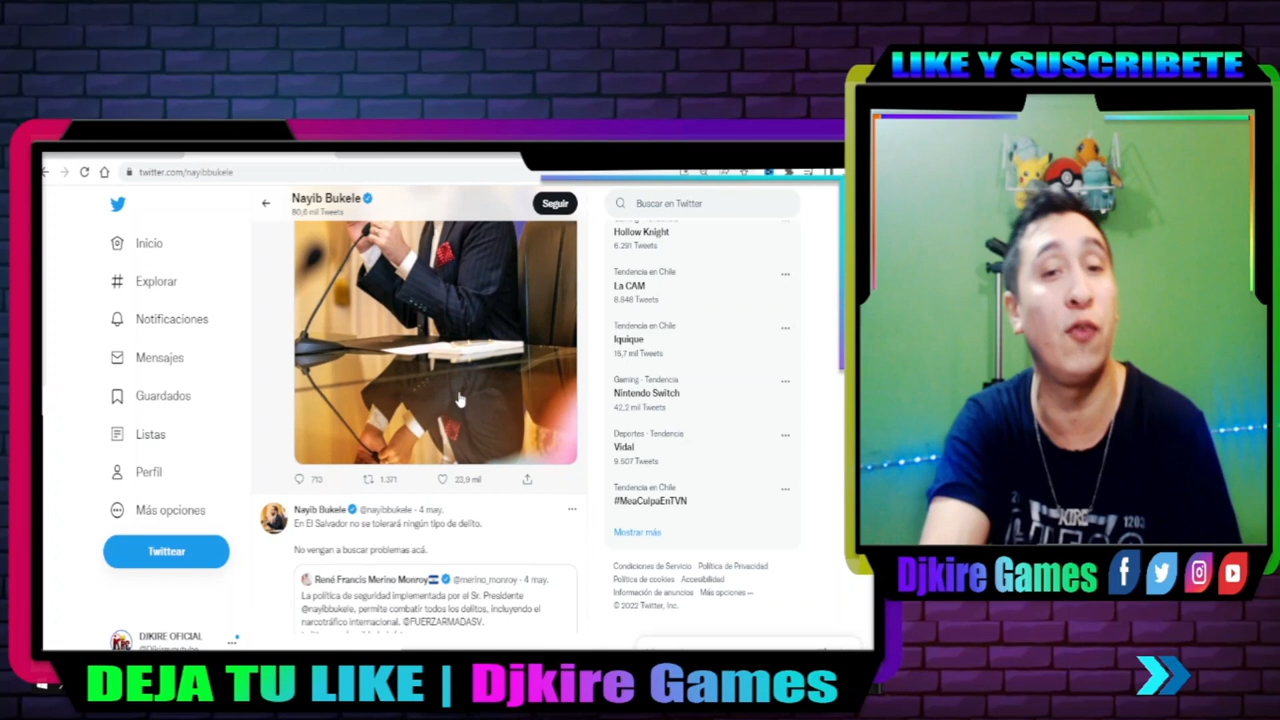 LIKE Y SUSCRIBETE
twitter.com/nayibbukele
Inicio
Explorar
Notificaciones
Mensajes
Guardados
Listas
Perfil
Más opciones
Twittear
DJKIRE OFICIAL
Nayib Bukele
80,6 mil Tweets
Seguir
713
1.371
23,9 mil
Nayib Bukele @nayibbukele · 4 may.
En El Salvador no se tolerará ningún tipo de delito.
No vengan a buscar problemas acá.
René Francis Merino Monroy @merino_monroy · 4 may.
La política de seguridad implementada por el Sr. Presidente
@nayibbukele, permite combatir todos los delitos, incluyendo el
narcotráfico internacional. @FUERZARMADASV.
Buscar en Twitter
Gaming · Tendencia
Hollow Knight
6.291 Tweets
Tendencia en Chile
La CAM
8.848 Tweets
Tendencia en Chile
Iquique
15,7 mil Tweets
Gaming · Tendencia
Nintendo Switch
42,2 mil Tweets
Deportes · Tendencia
Vidal
9.507 Tweets
Tendencia en Chile
#MeaCulpaEnTVN
Mostrar más
Condiciones de Servicio Política de Privacidad
Política de cookies Accesibilidad
Información de anuncios Más opciones ···
© 2022 Twitter, Inc.
KIRE
1203
Djkire Games
DEJA TU LIKE | Djkire Games